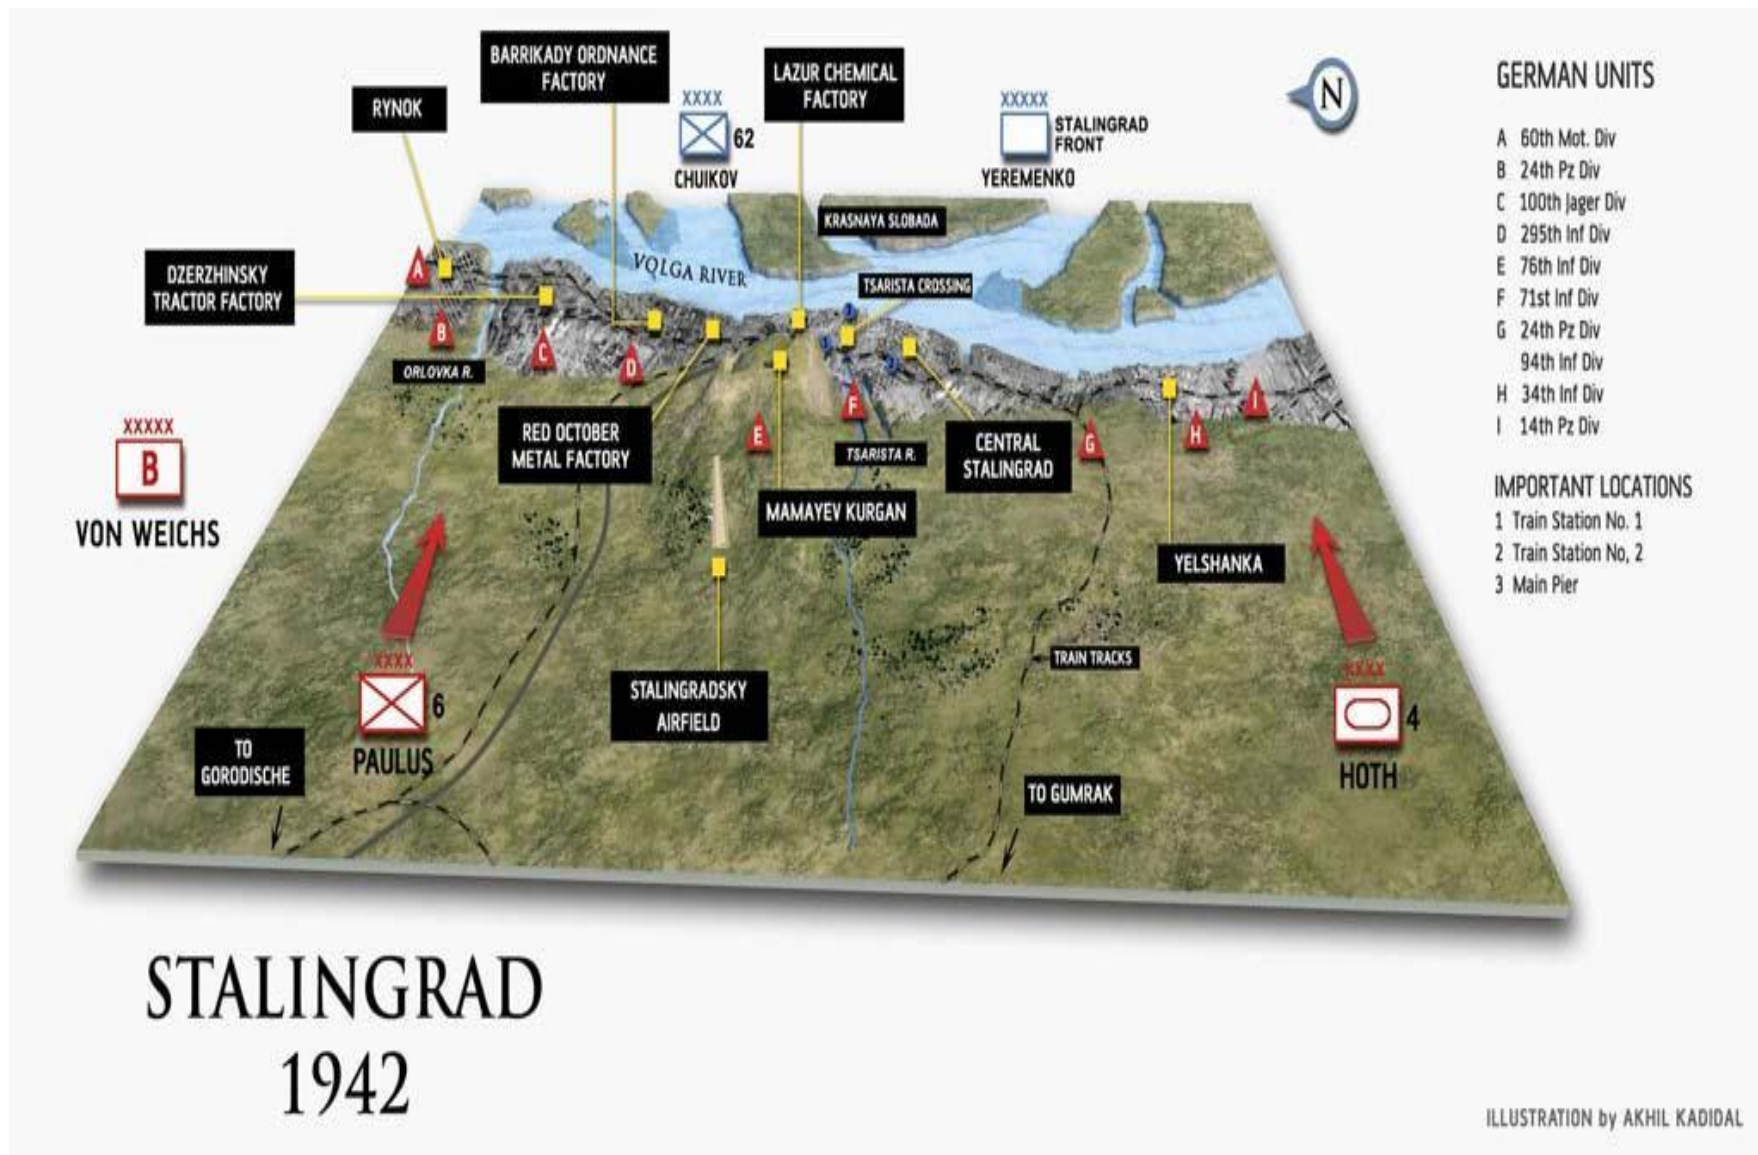 BARRIKADY ORDNANCE
FACTORY
LAZUR CHEMICAL
FACTORY
RYNOK
XXXX
62
CHUIKOV
XXXXX
STALINGRAD
FRONT
YEREMENKO
N
GERMAN UNITS
A 60th Mot. Div
B 24th Pz Div
C 100th Jager Div
D 295th Inf Div
E 76th Inf Div
F 71st Inf Div
G 24th Pz Div
94th Inf Div
H 34th Inf Div
I 14th Pz Div
IMPORTANT LOCATIONS
1 Train Station No. 1
2 Train Station No, 2
3 Main Pier
KRASNAYA SLOBADA
VOLGA RIVER
TSARISTA CROSSING
DZERZHINSKY
TRACTOR FACTORY
A
B
C
D
E
F
G
H
I
ORLOVKA R.
TSARISTA R.
RED OCTOBER
METAL FACTORY
CENTRAL
STALINGRAD
MAMAYEV KURGAN
YELSHANKA
XXXXX
B
VON WEICHS
TRAIN TRACKS
STALINGRADSKY
AIRFIELD
XXXX
6
PAULUS
XXXX
4
HOTH
TO
GORODISCHE
TO GUMRAK
STALINGRAD
1942
ILLUSTRATION by AKHIL KADIDAL